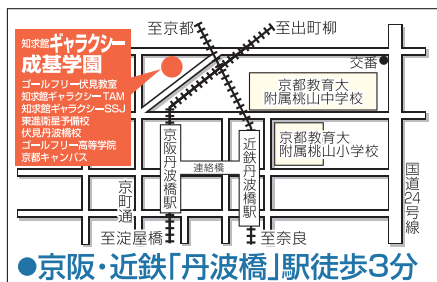 至京都
至出町柳
知求館ギャラクシー
成基学園
ゴールフリー伏見教室
知求館ギャラクシーTAM
知求館ギャラクシーSSJ
東進衛星予備校
伏見丹波橋校
ゴールフリー高等学院
京都キャンパス
交番
京都教育大
附属桃山中学校
京都教育大
附属桃山小学校
京阪丹波橋駅
連絡橋
近鉄丹波橋駅
京町通
国道24号線
至淀屋橋
至奈良
●京阪・近鉄「丹波橋」駅徒歩3分